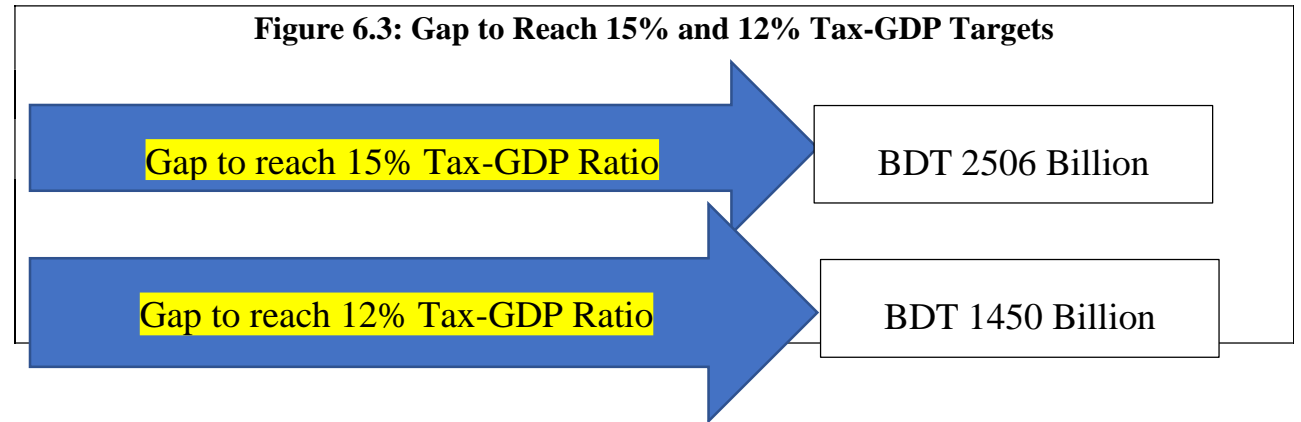 Figure 6.3: Gap to Reach 15% and 12% Tax-GDP Targets
Gap to reach 15% Tax-GDP Ratio
BDT 2506 Billion
Gap to reach 12% Tax-GDP Ratio
BDT 1450 Billion